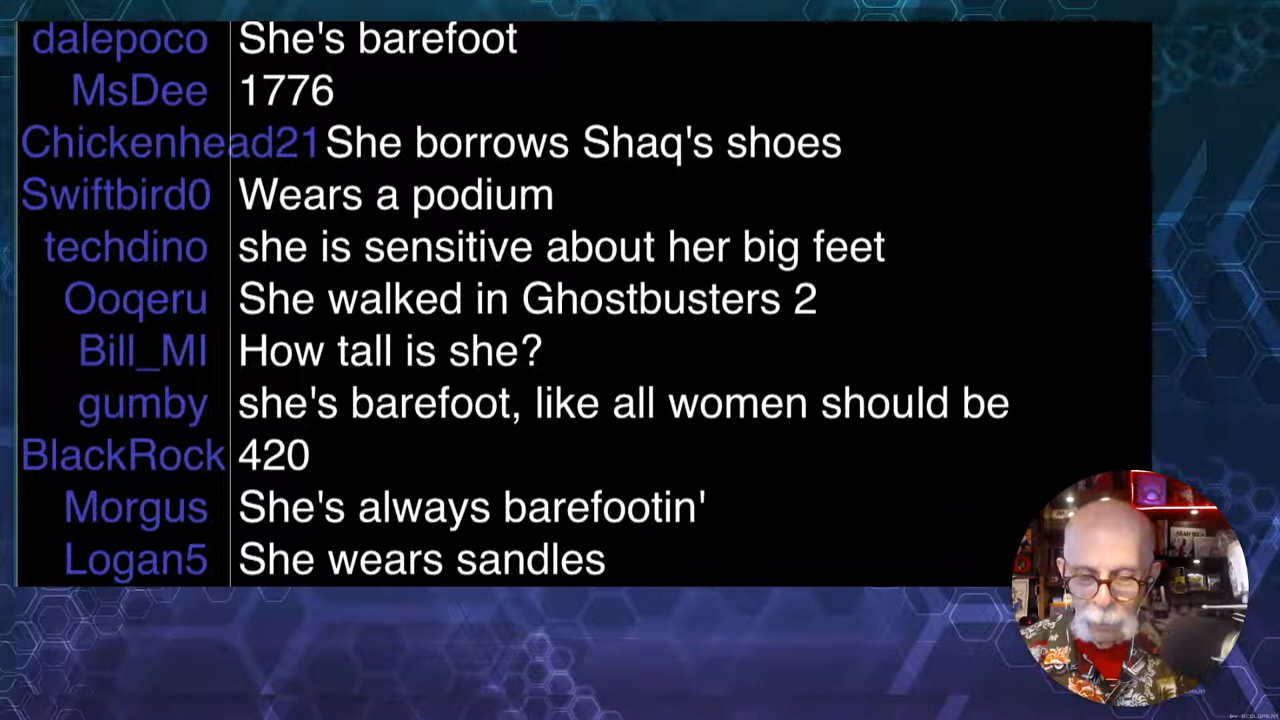 dalepoco She's barefoot
MsDee 1776
Chickenhead21 She borrows Shaq's shoes
Swiftbird0 Wears a podium
techdino she is sensitive about her big feet
Ooqeru She walked in Ghostbusters 2
Bill_MI How tall is she?
gumby she's barefoot, like all women should be
BlackRock 420
Morgus She's always barefootin'
Logan5 She wears sandles